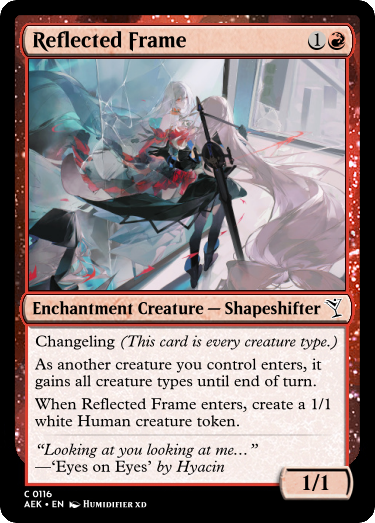 Reflected Frame 1
Enchantment Creature — Shapeshifter
Changeling (This card is every creature type.)
As another creature you control enters, it
gains all creature types until end of turn.
When Reflected Frame enters, create a 1/1
white Human creature token.
“Looking at you looking at me…”
—‘Eyes on Eyes’ by Hyacin
1/1
C 0116
AEK • EN Humidifier XD